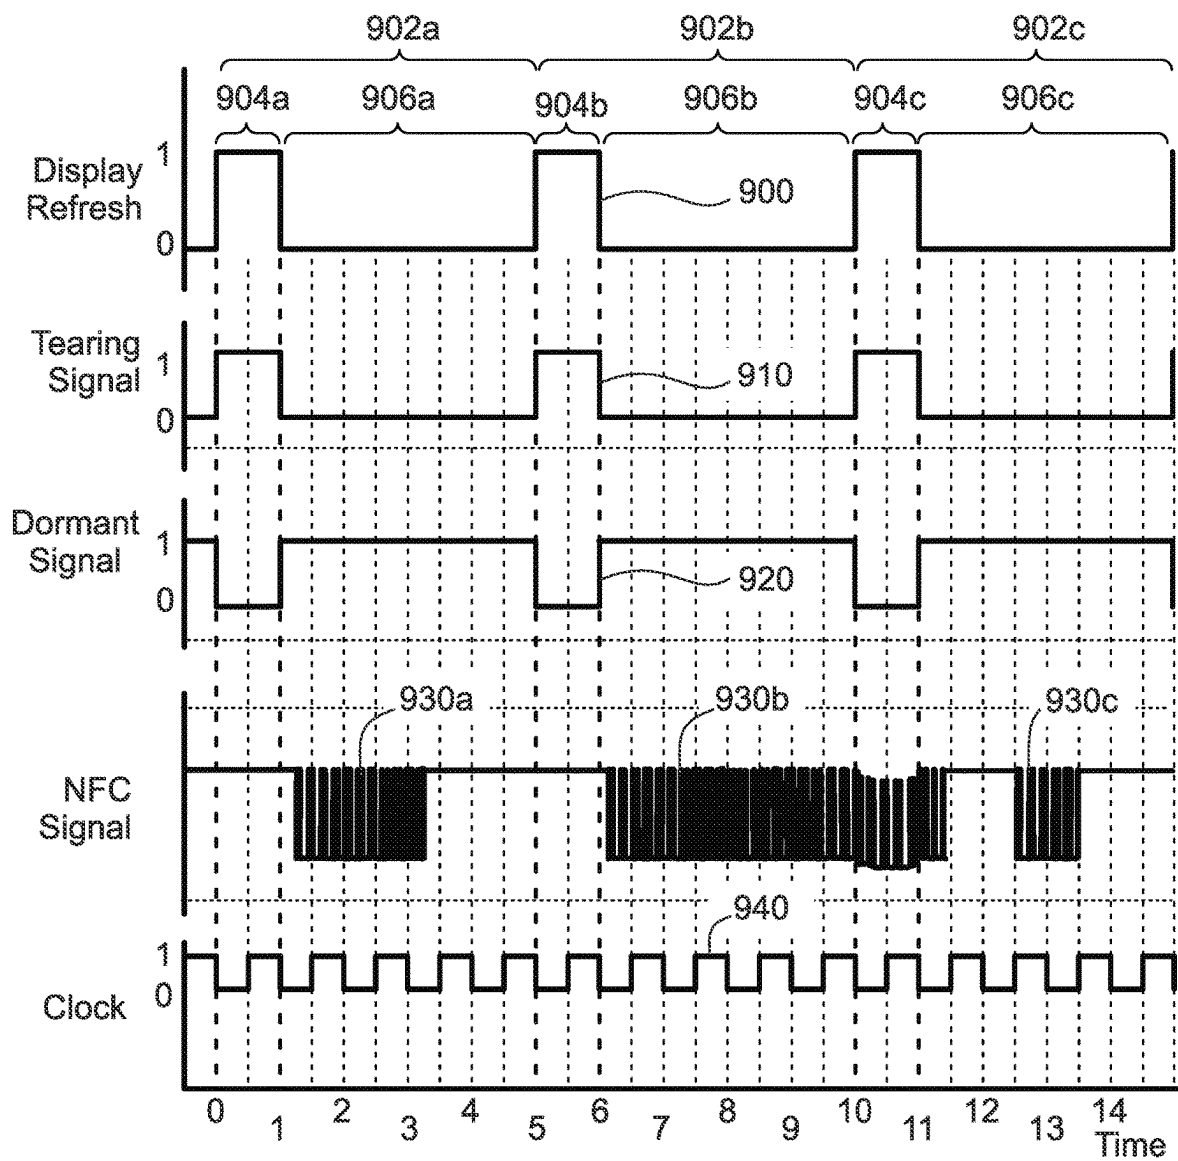 902a 902b 902c
904a 906a 904b 906b 904c 906c
1
Display
Refresh
0
900
Tearing
Signal
1
0
910
Dormant
Signal
1
0
920
930a 930b 930c
NFC
Signal
940
1
0
Clock
0 1 2 3 4 5 6 7 8 9 10 11 12 13 14
Time